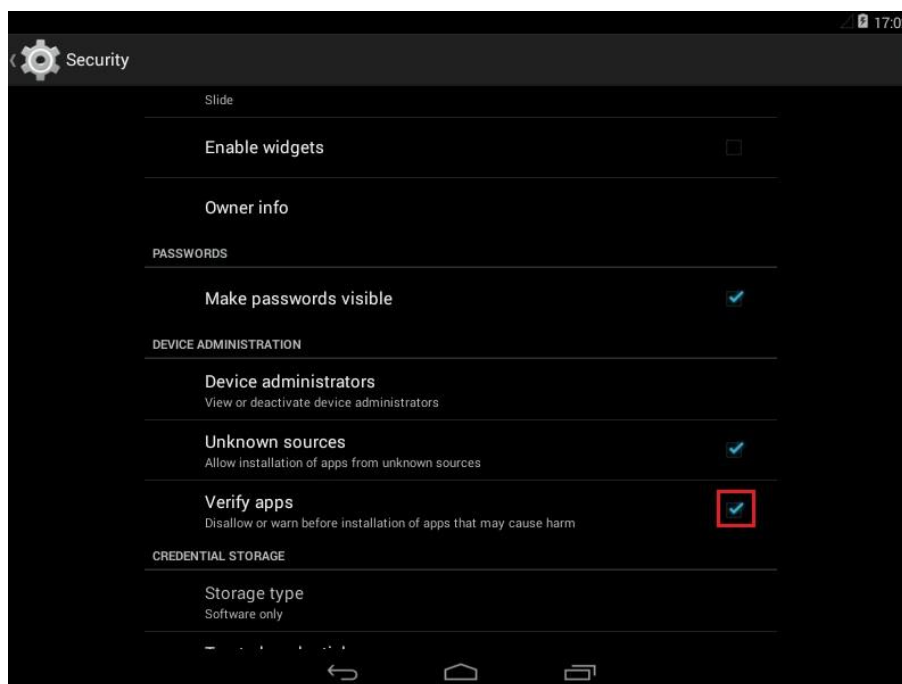 17:0
Security
Slide
Enable widgets
Owner info
PASSWORDS
Make passwords visible
DEVICE ADMINISTRATION
Device administrators
View or deactivate device administrators
Unknown sources
Allow installation of apps from unknown sources
Verify apps
Disallow or warn before installation of apps that may cause harm
CREDENTIAL STORAGE
Storage type
Software only